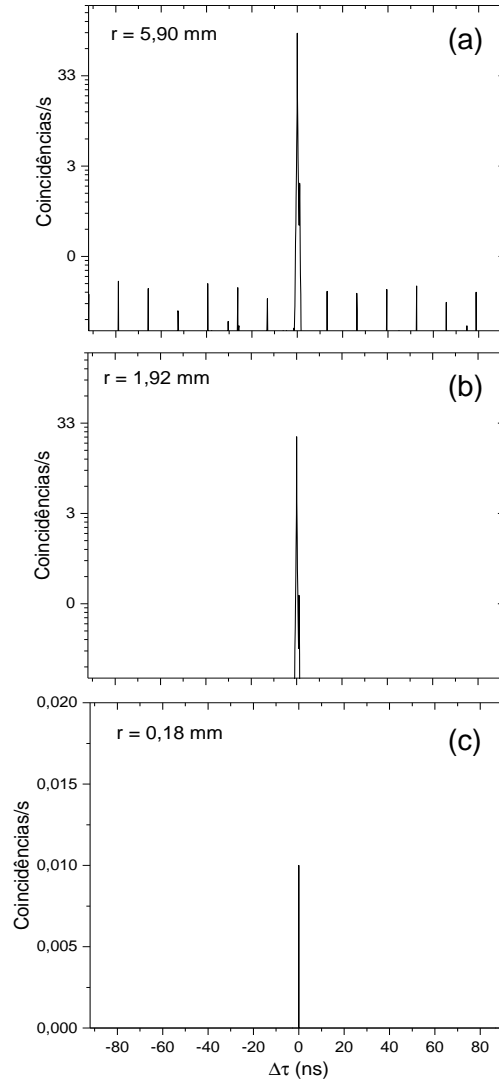 r = 5,90 mm
(a)
33
3
0
Coincidências/s
r = 1,92 mm
(b)
33
3
0
Coincidências/s
r = 0,18 mm
(c)
0,020
0,015
0,010
0,005
0,000
Coincidências/s
-80 -60 -40 -20 0 20 40 60 80
Δτ (ns)